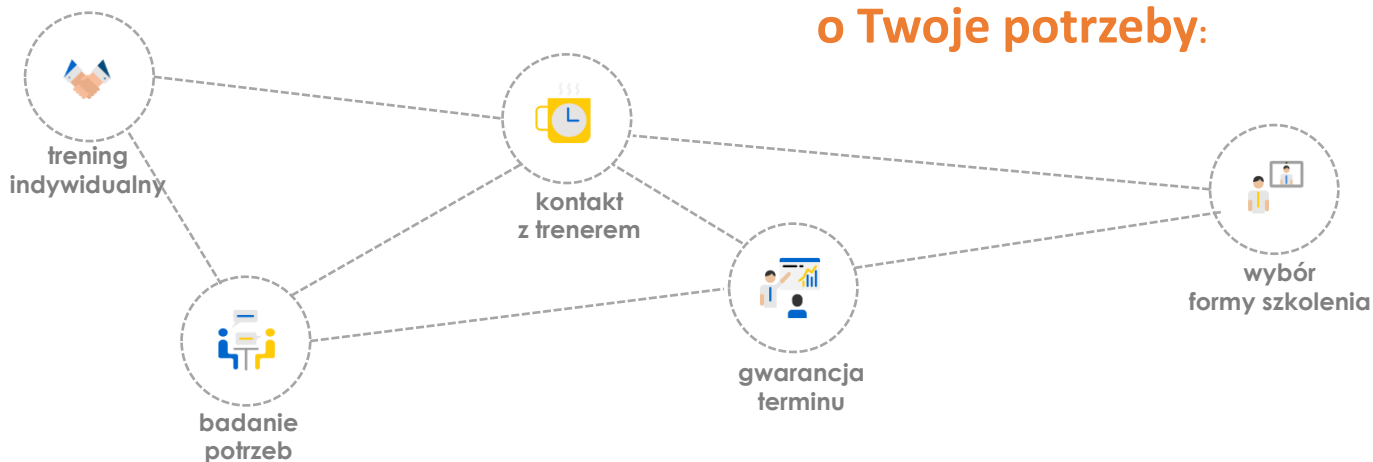 o Twoje potrzeby:
trening
indywidualny
kontakt
z trenerem
wybór
formy szkolenia
gwarancja
terminu
badanie
potrzeb